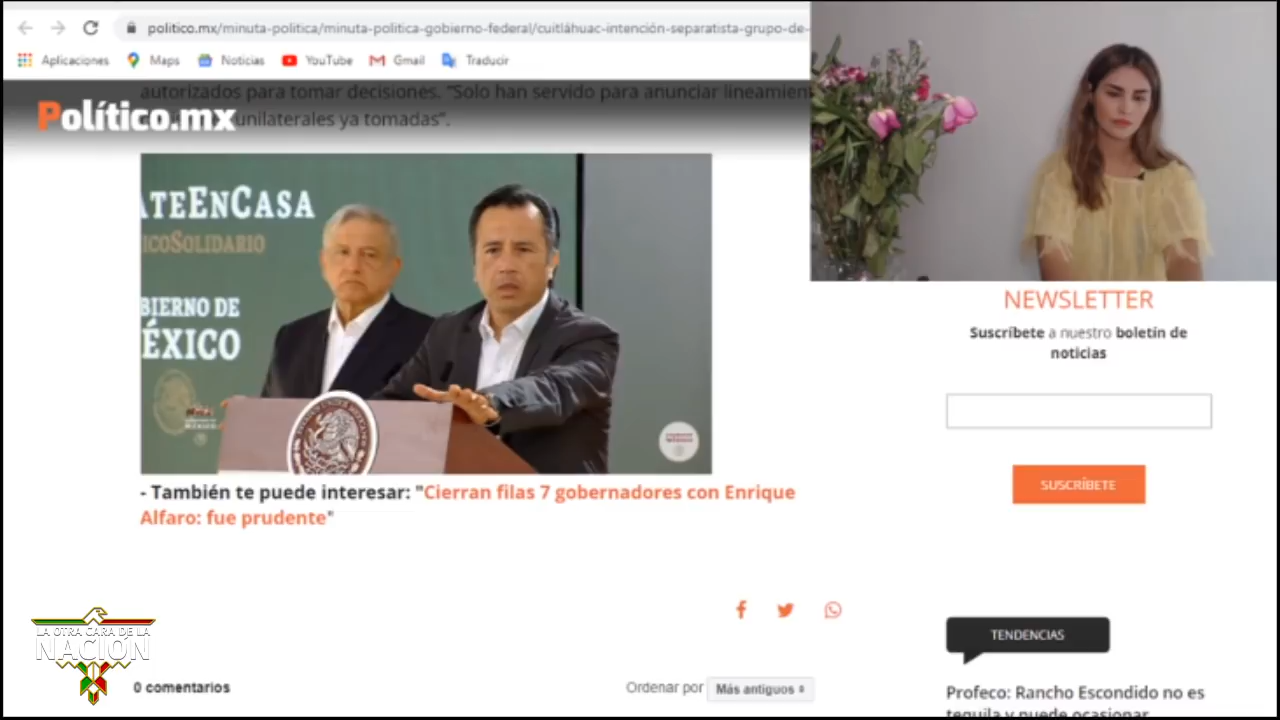 politico.mx/minuta-politica/minuta-politica-gobierno-federal/cuitláhuac-intención-separatista-grupo-de-
Aplicaciones Maps Noticias YouTube Gmail Traducir
autorizados para tomar decisiones. "Solo han servido para anunciar lineamien
Político.mx
unilaterales ya tomadas".
ATEENCASA
ICOSOLIDARIO
BIERNO DE
ÉXICO
- También te puede interesar: "Cierran filas 7 gobernadores con Enrique
Alfaro: fue prudente"
NEWSLETTER
Suscríbete a nuestro boletín de
noticias
SUSCRÍBETE
LA OTRA CARA DE LA
NACIÓN
0 comentarios
Ordenar por Más antiguos
TENDENCIAS
Profeco: Rancho Escondido no es
tequila y puede ocasionar